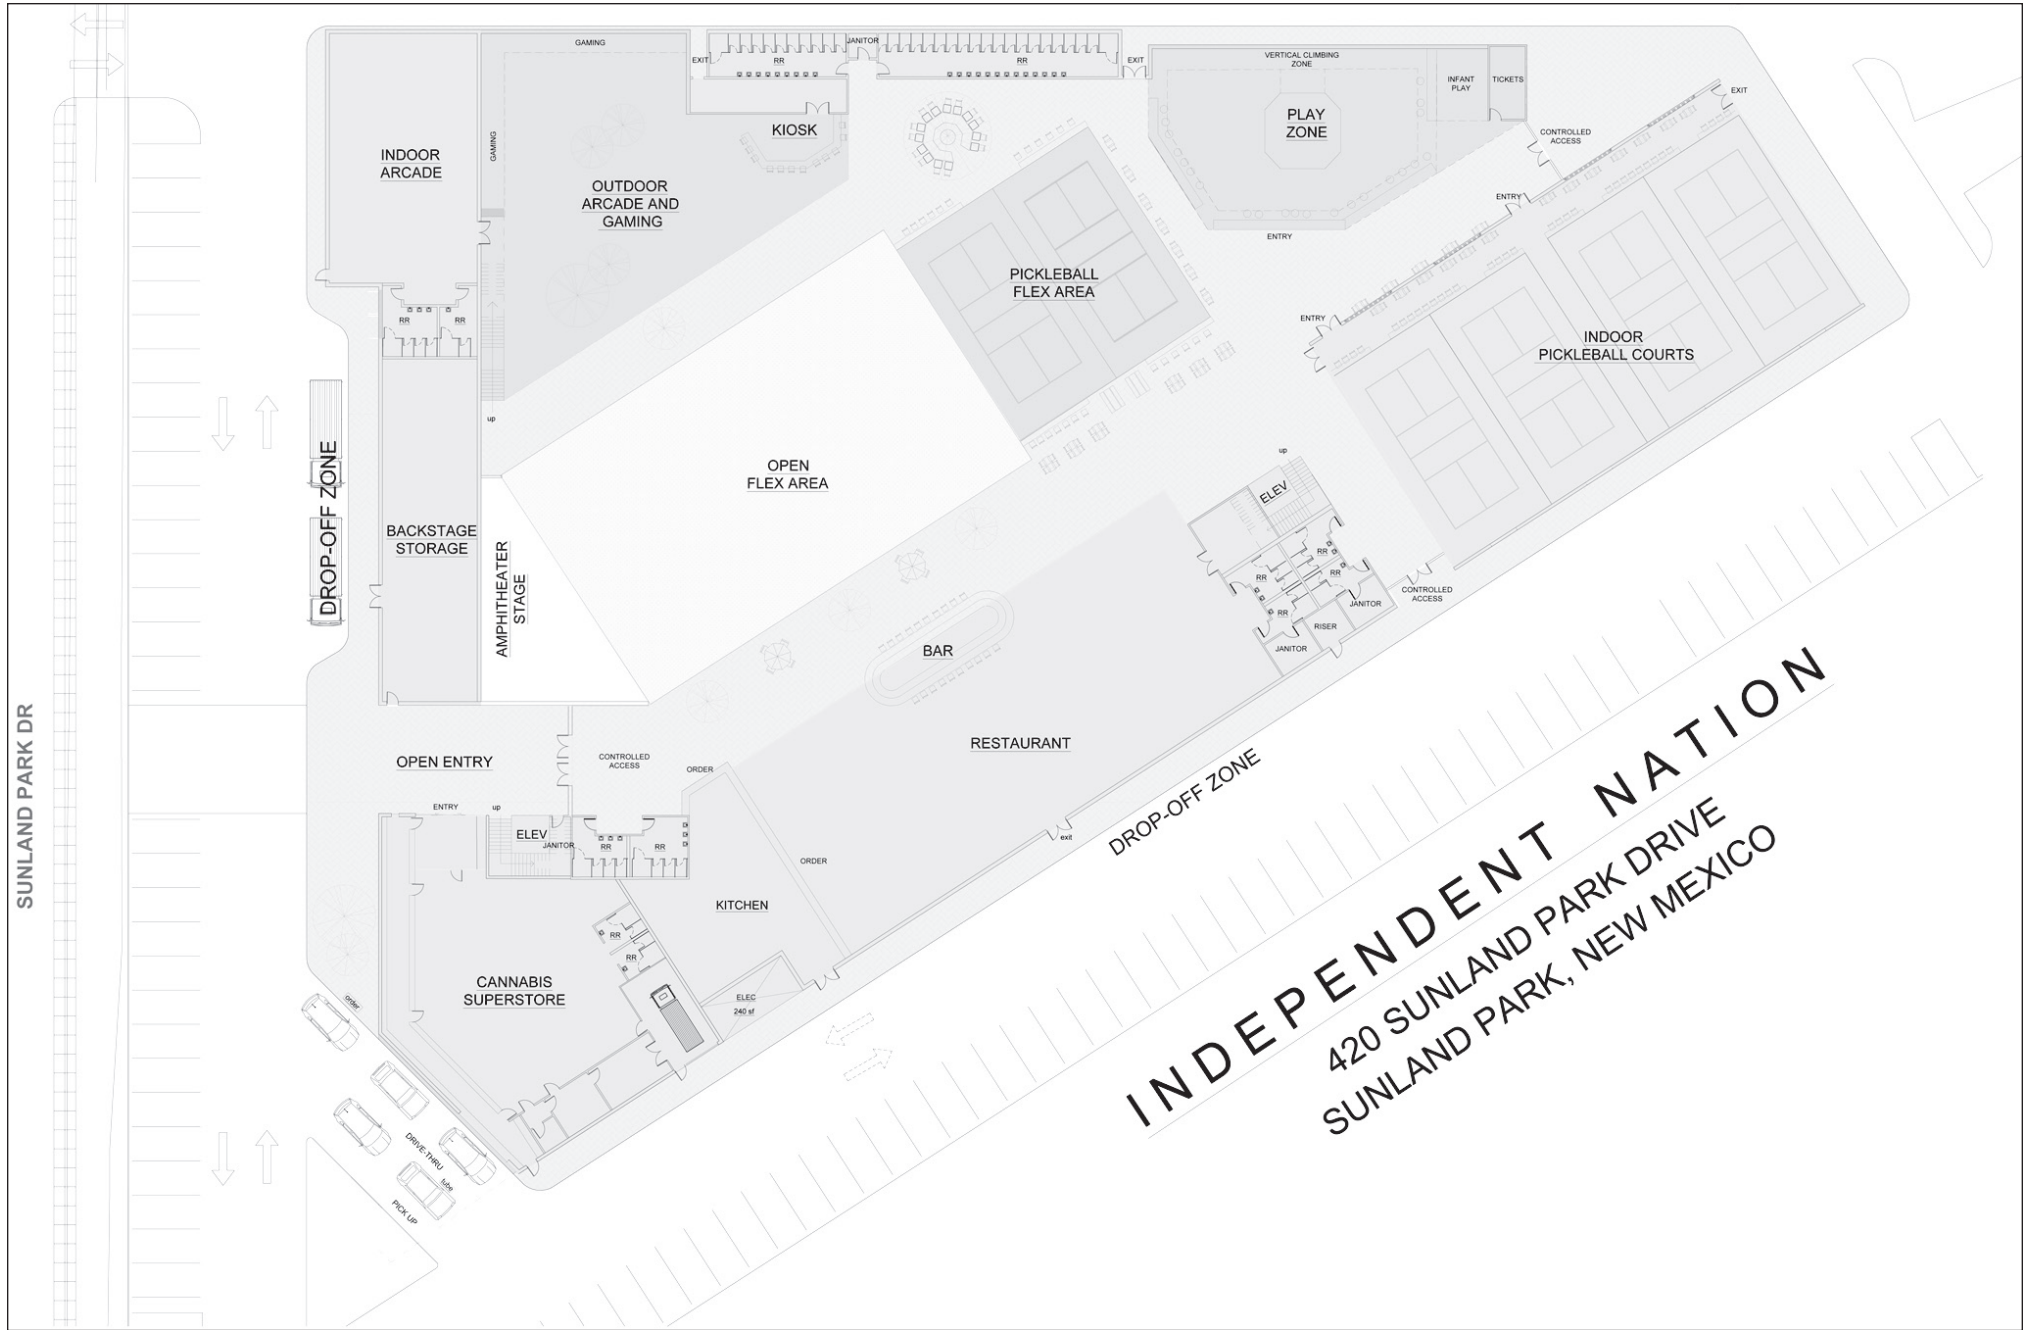 GAMING
JANITOR
EXIT
RR
RR
EXIT
VERTICAL CLIMBING
ZONE
INFANT
PLAY
TICKETS
EXIT
KIOSK
PLAY
ZONE
CONTROLLED
ACCESS
GAMING
INDOOR
ARCADE
OUTDOOR
ARCADE AND
GAMING
ENTRY
ENTRY
PICKLEBALL
FLEX AREA
RR
RR
ENTRY
INDOOR
PICKLEBALL COURTS
up
DROP-OFF ZONE
OPEN
FLEX AREA
up
ELEV
BACKSTAGE
STORAGE
AMPHITHEATER
STAGE
RR
RR
RR
RR
JANITOR
RISER
JANITOR
CONTROLLED
ACCESS
BAR
SUNLAND PARK DR
RESTAURANT
OPEN ENTRY
CONTROLLED
ACCESS
ORDER
ENTRY
up
ELEV
JANITOR
RR
RR
ORDER
exit
DROP-OFF ZONE
KITCHEN
RR
RR
CANNABIS
SUPERSTORE
ELEC
240 sf
order
DRIVE-THRU
tube
PICK UP
INDEPENDENT NATION
420 SUNLAND PARK DRIVE
SUNLAND PARK, NEW MEXICO